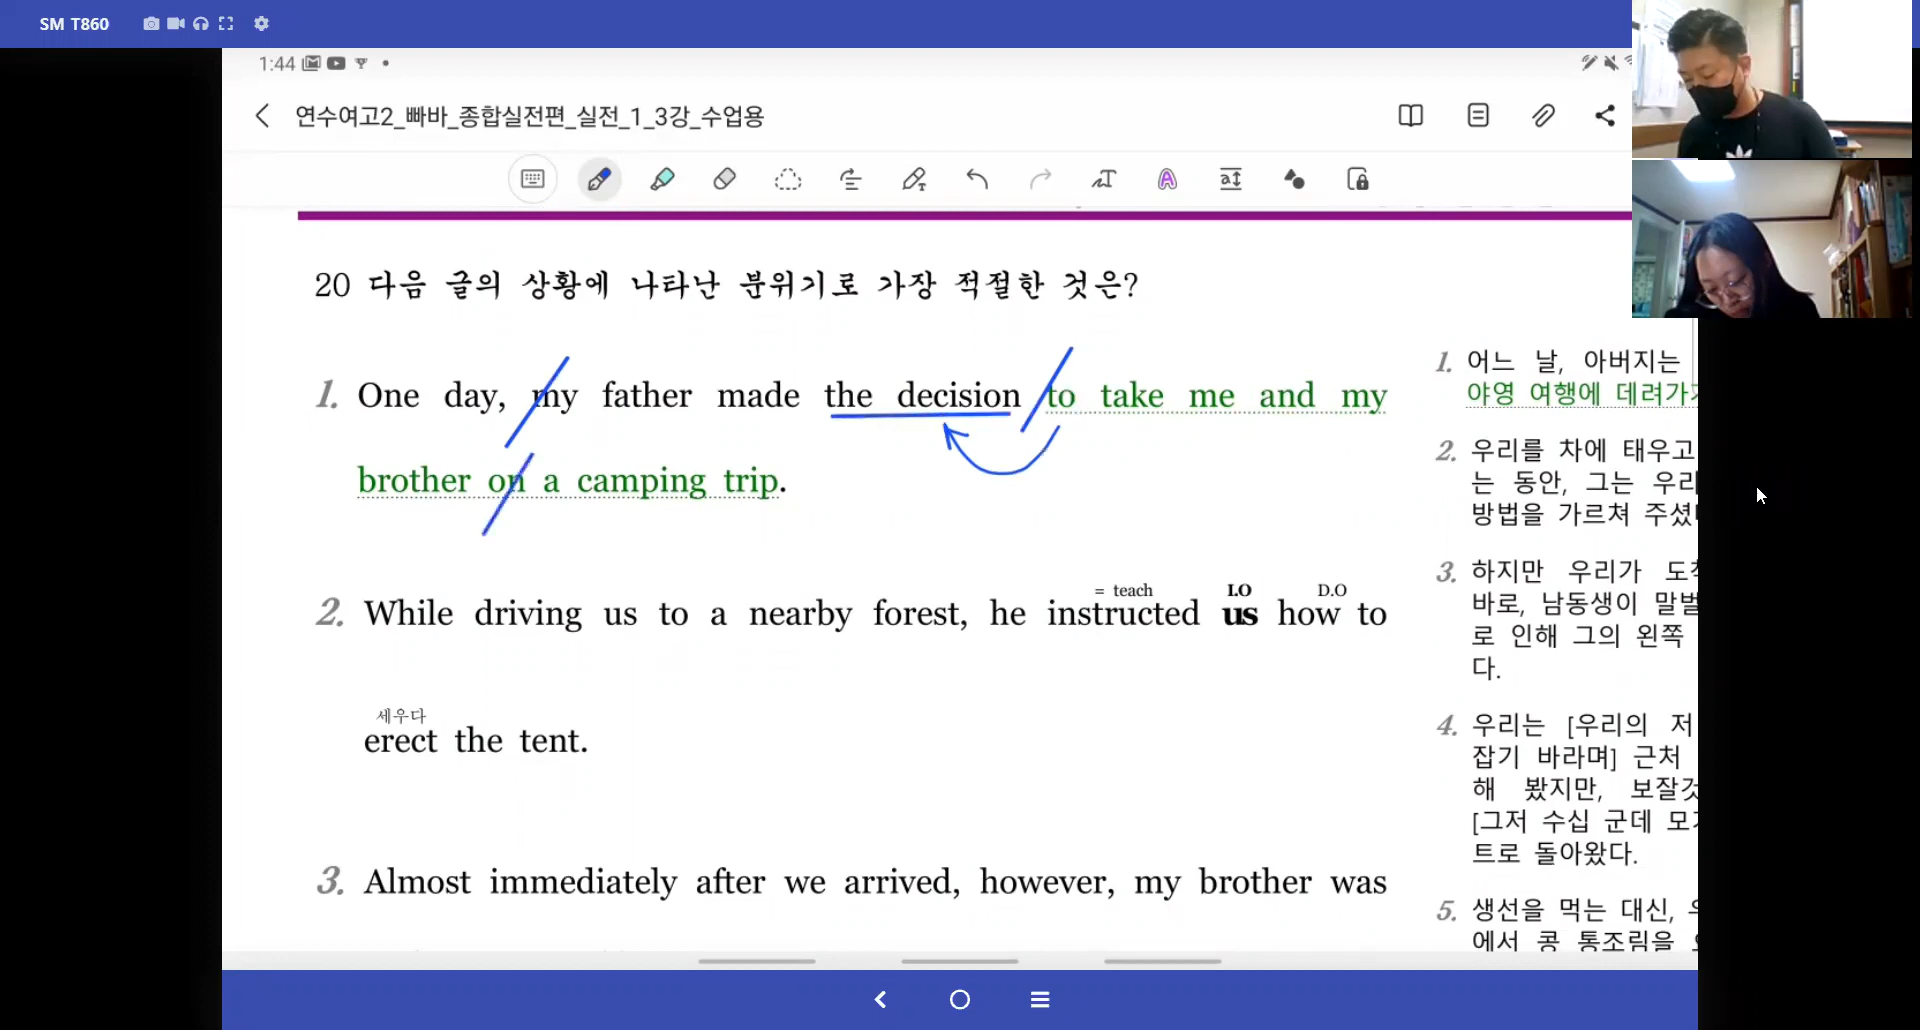 SM T860
1:44
연수여고2_빠바_종합실전편_실전_1_3강_수업용
20 다음 글의 상황에 나타난 분위기로 가장 적절한 것은?
1. One day, my father made the decision to take me and my
brother on a camping trip.
= teach I.O D.O
2. While driving us to a nearby forest, he instructed us how to
세우다
erect the tent.
3. Almost immediately after we arrived, however, my brother was
1. 어느 날, 아버지는
야영 여행에 데려가
2. 우리를 차에 태우고
는 동안, 그는 우리
방법을 가르쳐 주셨
3. 하지만 우리가 도착
바로, 남동생이 말벌
로 인해 그의 왼쪽
다.
4. 우리는 [우리의 저
잡기 바라며] 근처
해 봤지만, 보잘것
[그저 수십 군데 모
트로 돌아왔다.
5. 생선을 먹는 대신,
에서 콩 통조림을